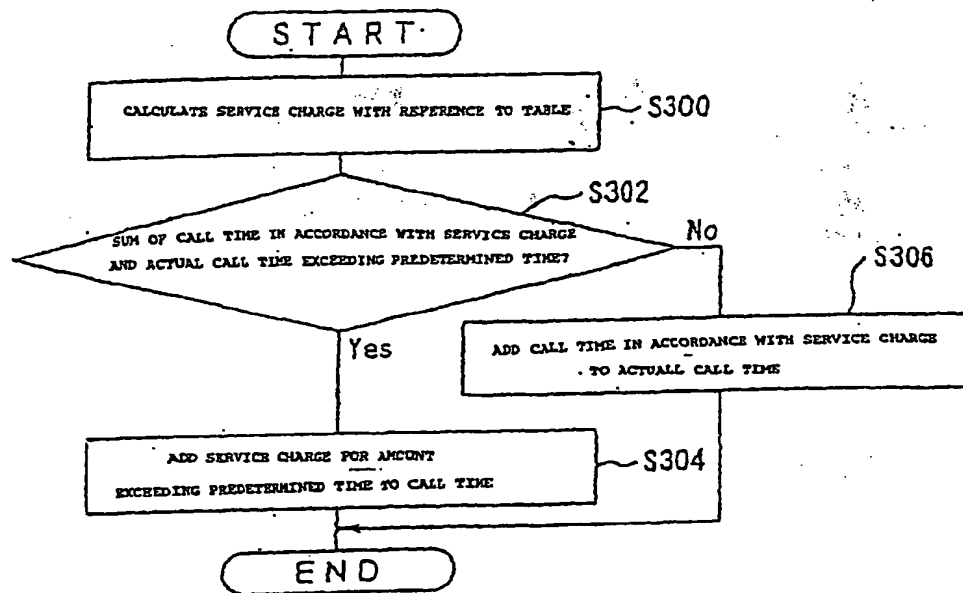 START
CALCULATE SERVICE CHARGE WITH REFERENCE TO TABLE
S300
S302
SUM OF CALL TIME IN ACCORDANCE WITH SERVICE CHARGE
AND ACTUAL CALL TIME EXCEEDING PREDETERMINED TIME?
No
S306
Yes
ADD CALL TIME IN ACCORDANCE WITH SERVICE CHARGE
TO ACTUALL CALL TIME
ADD SERVICE CHARGE FOR AMOUNT
EXCEEDING PREDETERMINED TIME TO CALL TIME
S304
END